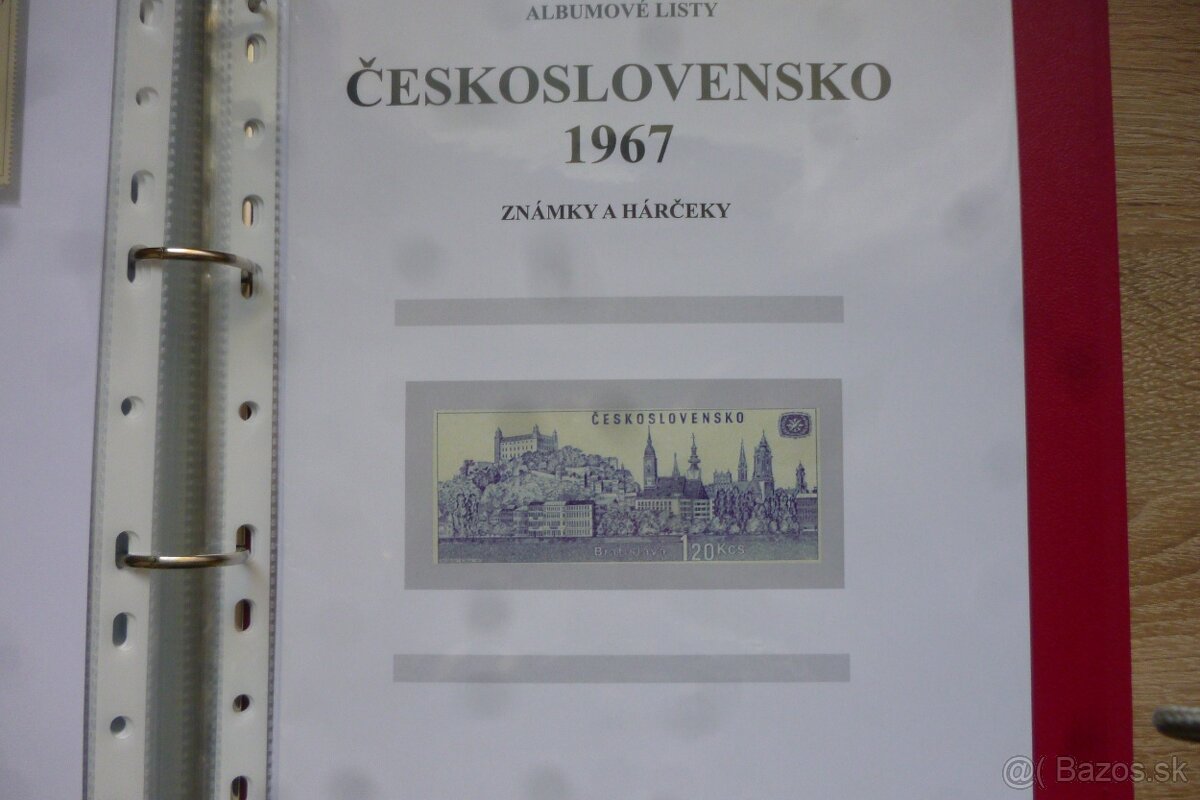 ALBUMOVÉ LISTY
ČESKOSLOVENSKO
1967
ZNÁMKY A HÁRČEKY
ČESKOSLOVENSKO
Bratislava 1,20 Kčs
@( Bazos.sk